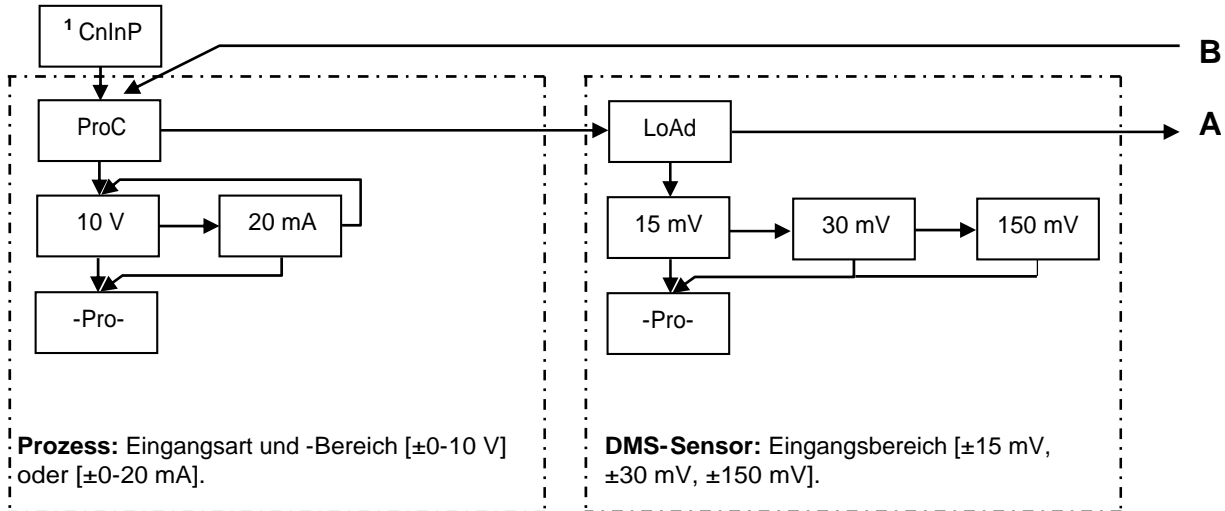 ¹ CnInP
B
ProC
LoAd
A
10 V
20 mA
15 mV
30 mV
150 mV
-Pro-
-Pro-
Prozess: Eingangsart und -Bereich [±0-10 V]
oder [±0-20 mA].
DMS-Sensor: Eingangsbereich [±15 mV,
±30 mV, ±150 mV].